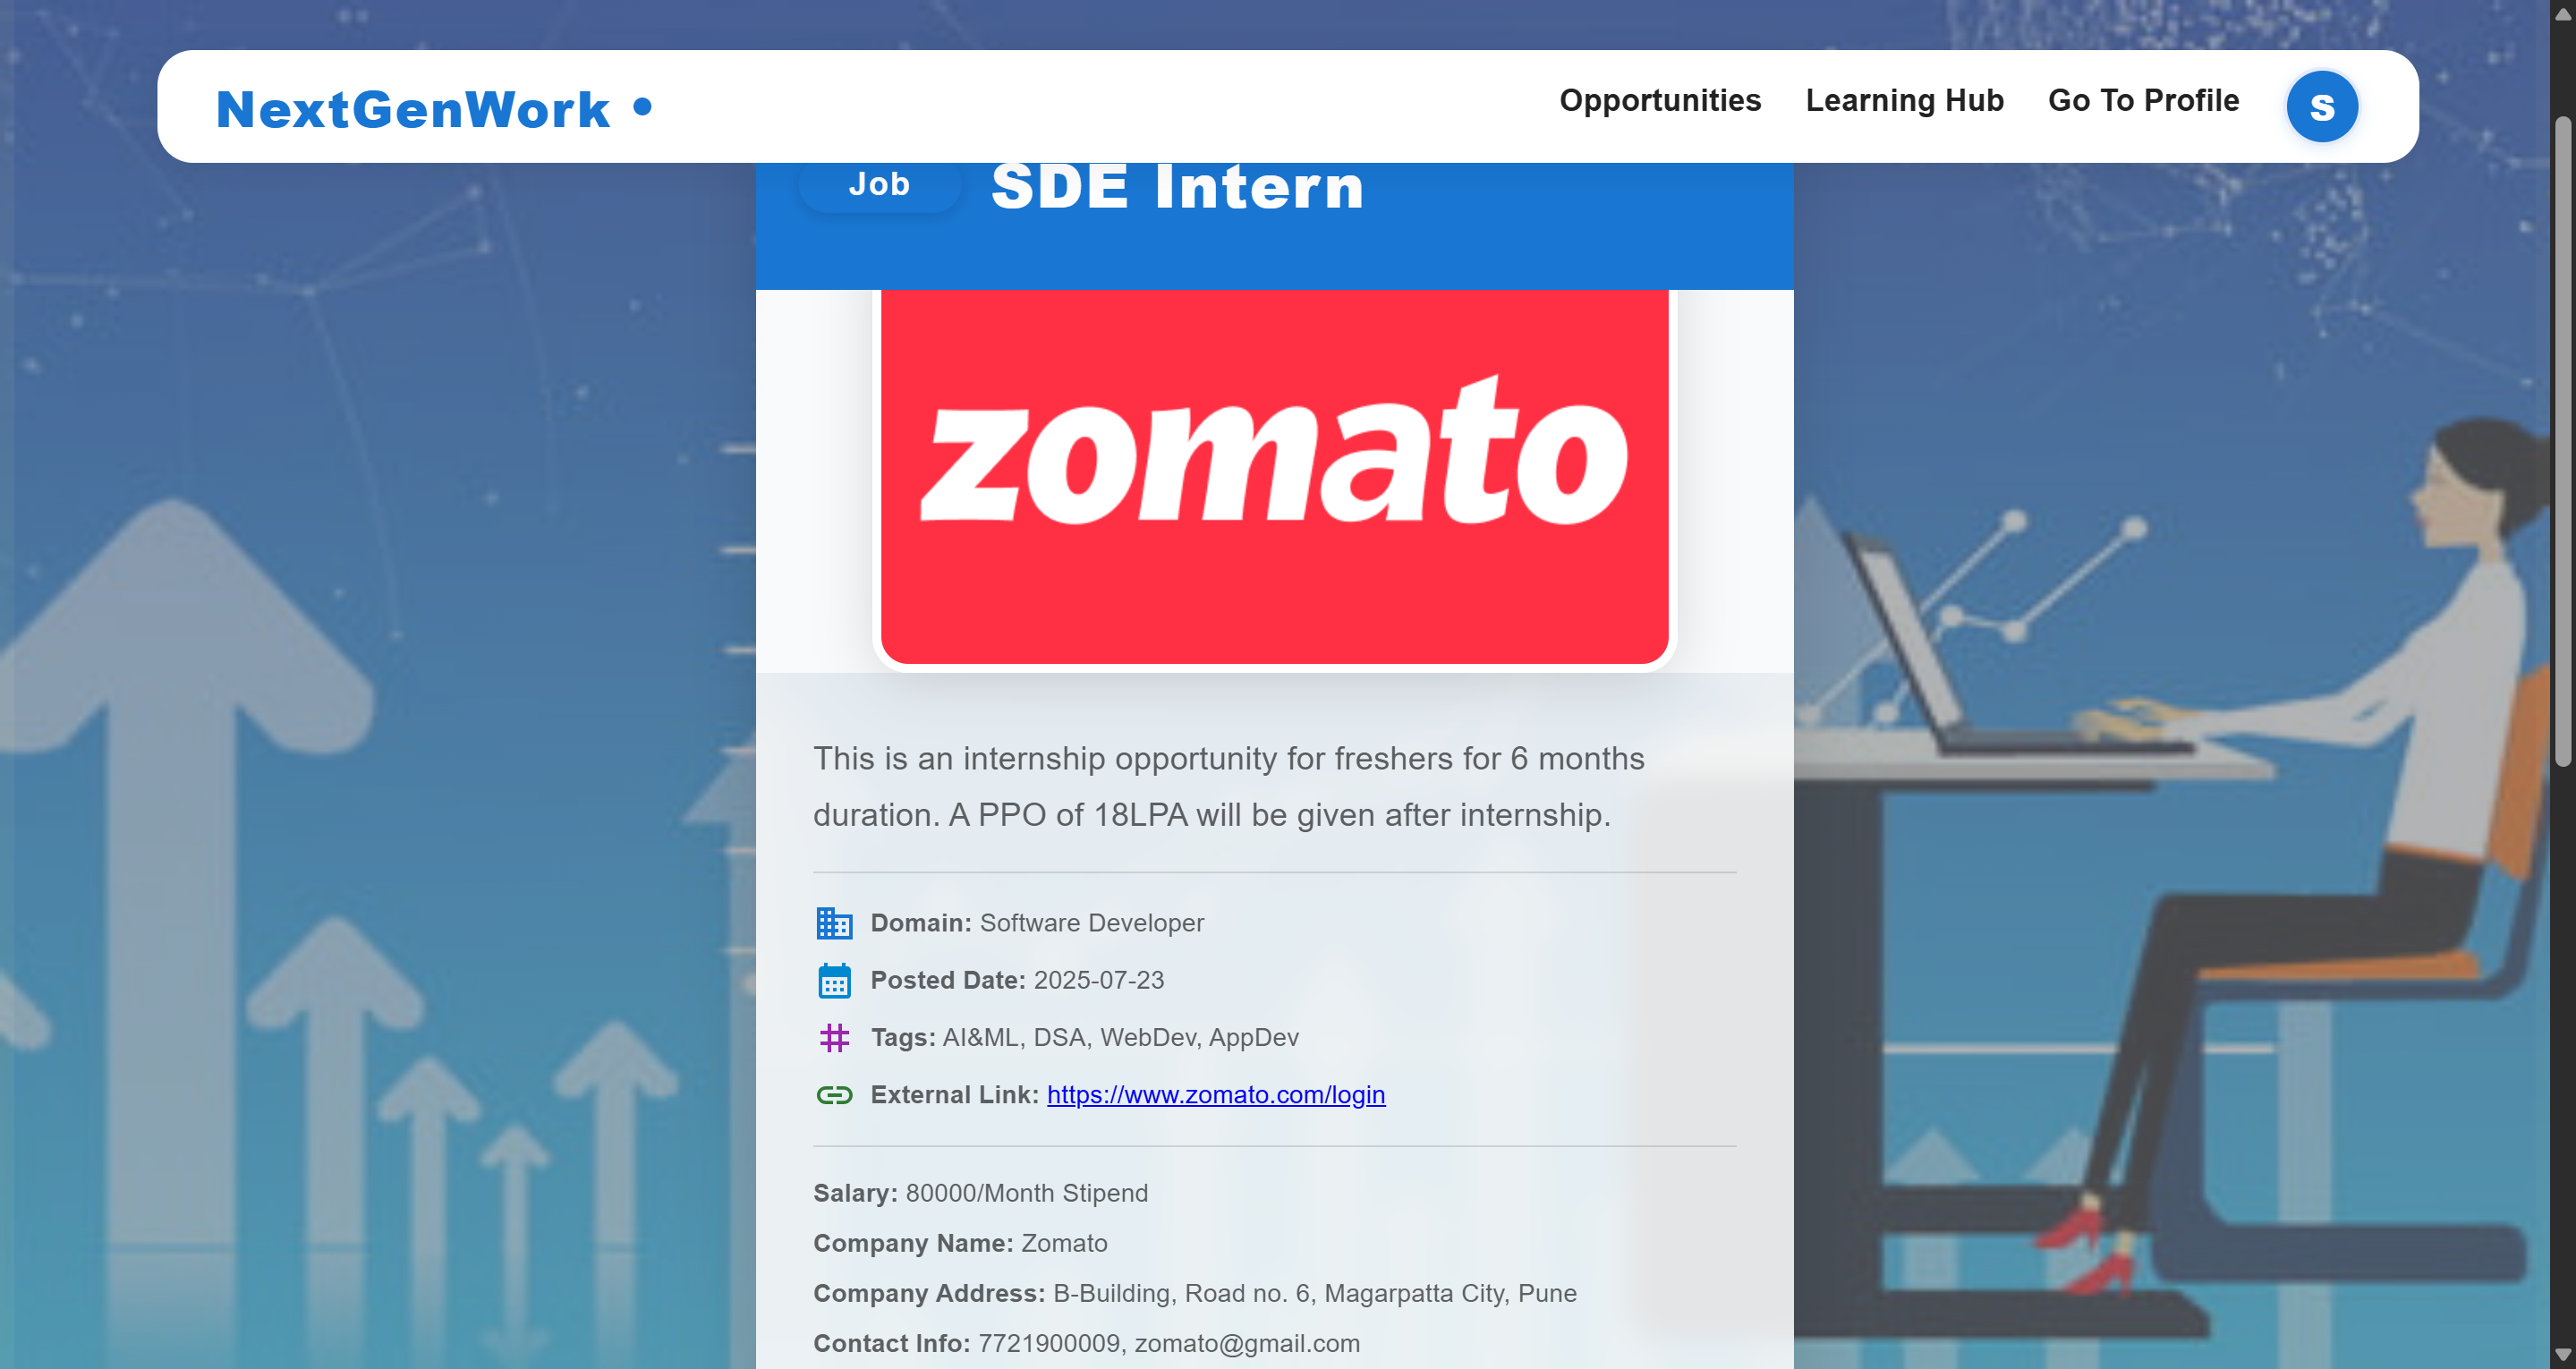 NextGenWork •
Opportunities Learning Hub Go To Profile S
Job SDE Intern
zomato
This is an internship opportunity for freshers for 6 months
duration. A PPO of 18LPA will be given after internship.
Domain: Software Developer
Posted Date: 2025-07-23
Tags: AI&ML, DSA, WebDev, AppDev
External Link: https://www.zomato.com/login
Salary: 80000/Month Stipend
Company Name: Zomato
Company Address: B-Building, Road no. 6, Magarpatta City, Pune
Contact Info: 7721900009, zomato@gmail.com